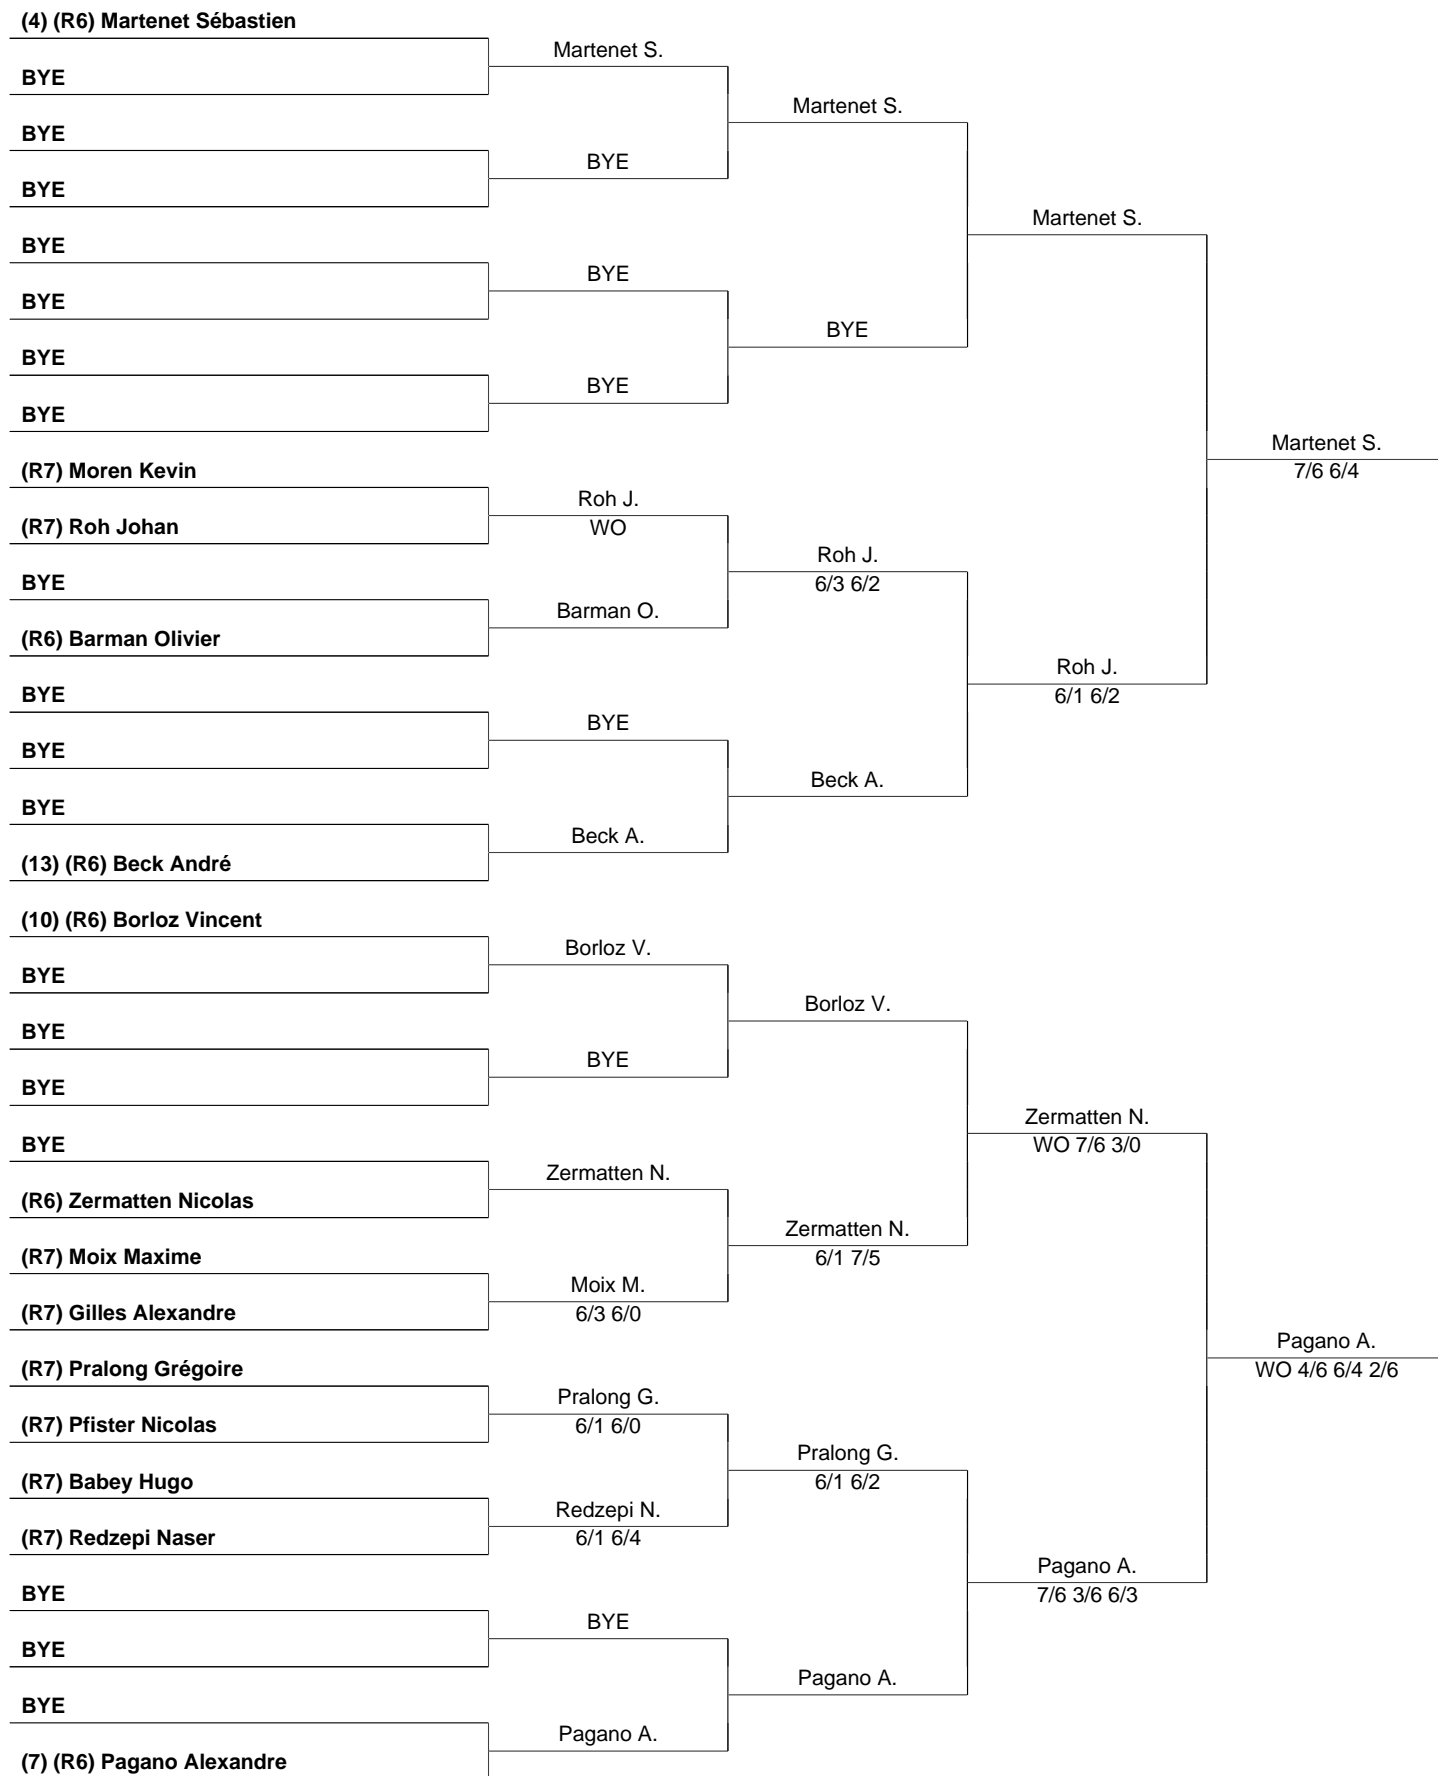 (4) (R6) Martenet Sébastien
Martenet S.
BYE
Martenet S.
BYE
BYE
BYE
Martenet S.
BYE
BYE
BYE
BYE
BYE
BYE
BYE
Martenet S.
7/6 6/4
(R7) Moren Kevin
Roh J.
WO
(R7) Roh Johan
Roh J.
6/3 6/2
BYE
Barman O.
(R6) Barman Olivier
Roh J.
6/1 6/2
BYE
BYE
BYE
Beck A.
BYE
Beck A.
(13) (R6) Beck André
(10) (R6) Borloz Vincent
Borloz V.
BYE
Borloz V.
BYE
BYE
BYE
Zermatten N.
WO 7/6 3/0
BYE
Zermatten N.
(R6) Zermatten Nicolas
Zermatten N.
6/1 7/5
(R7) Moix Maxime
Moix M.
6/3 6/0
(R7) Gilles Alexandre
Pagano A.
WO 4/6 6/4 2/6
(R7) Pralong Grégoire
Pralong G.
6/1 6/0
(R7) Pfister Nicolas
Pralong G.
6/1 6/2
(R7) Babey Hugo
Redzepi N.
6/1 6/4
(R7) Redzepi Naser
Pagano A.
7/6 3/6 6/3
BYE
BYE
BYE
Pagano A.
BYE
Pagano A.
(7) (R6) Pagano Alexandre